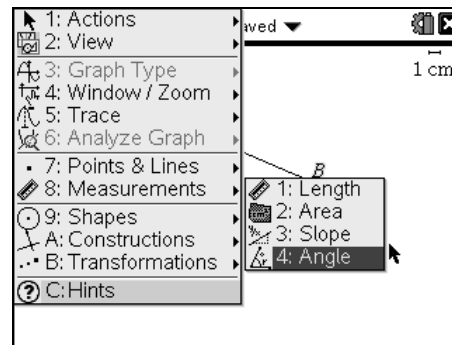 1: Actions
aved
2: View
1 cm
3: Graph Type
4: Window / Zoom
5: Trace
6: Analyze Graph
7: Points & Lines
B
8: Measurements
1: Length
2: Area
9: Shapes
3: Slope
A: Constructions
4: Angle
B: Transformations
C:Hints